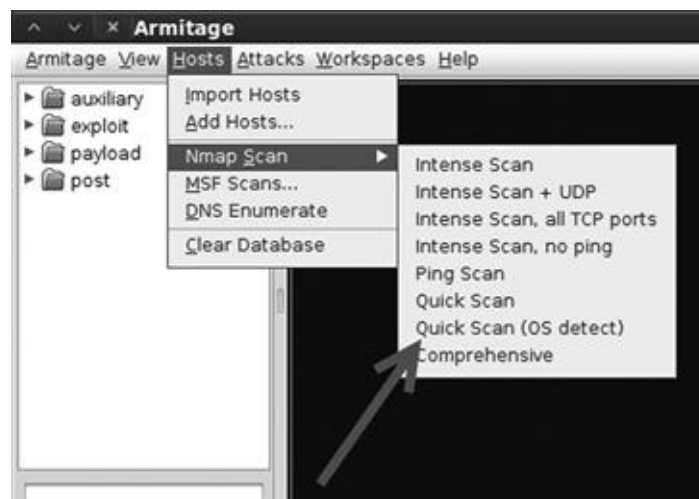 Armitage
Armitage View Hosts Attacks Workspaces Help
auxiliary
exploit
payload
post
Import Hosts
Add Hosts...
Nmap Scan
MSF Scans...
DNS Enumerate
Clear Database
Intense Scan
Intense Scan + UDP
Intense Scan, all TCP ports
Intense Scan, no ping
Ping Scan
Quick Scan
Quick Scan (OS detect)
Comprehensive